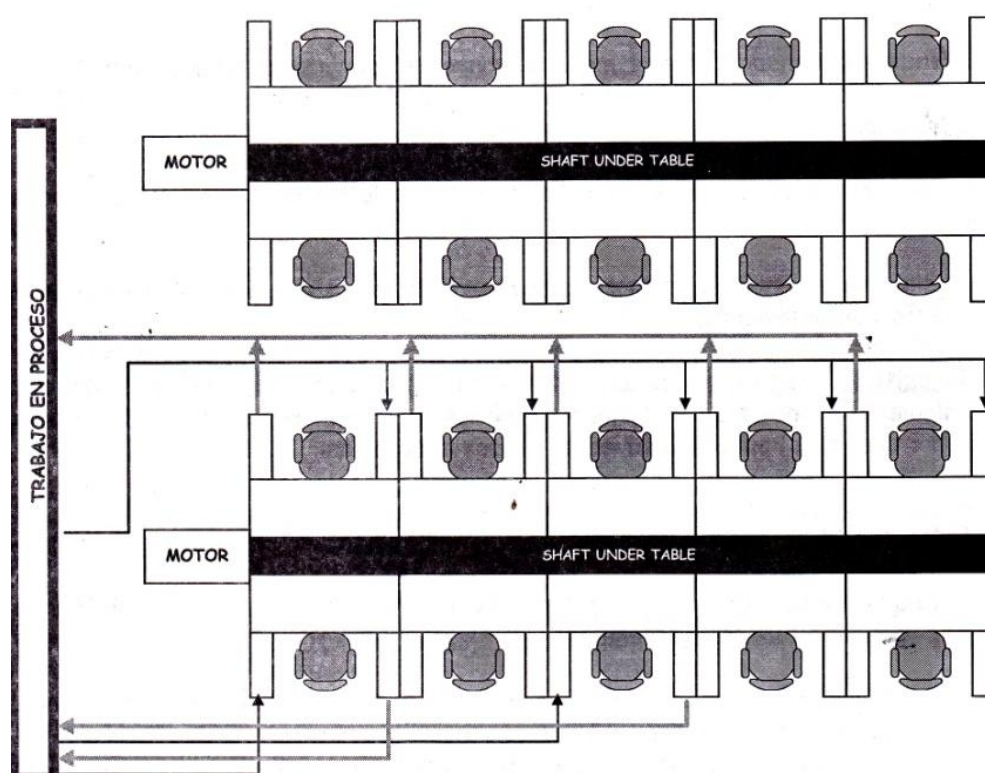 MOTOR
SHAFT UNDER TABLE
TRABAJO EN PROCESO
MOTOR
SHAFT UNDER TABLE